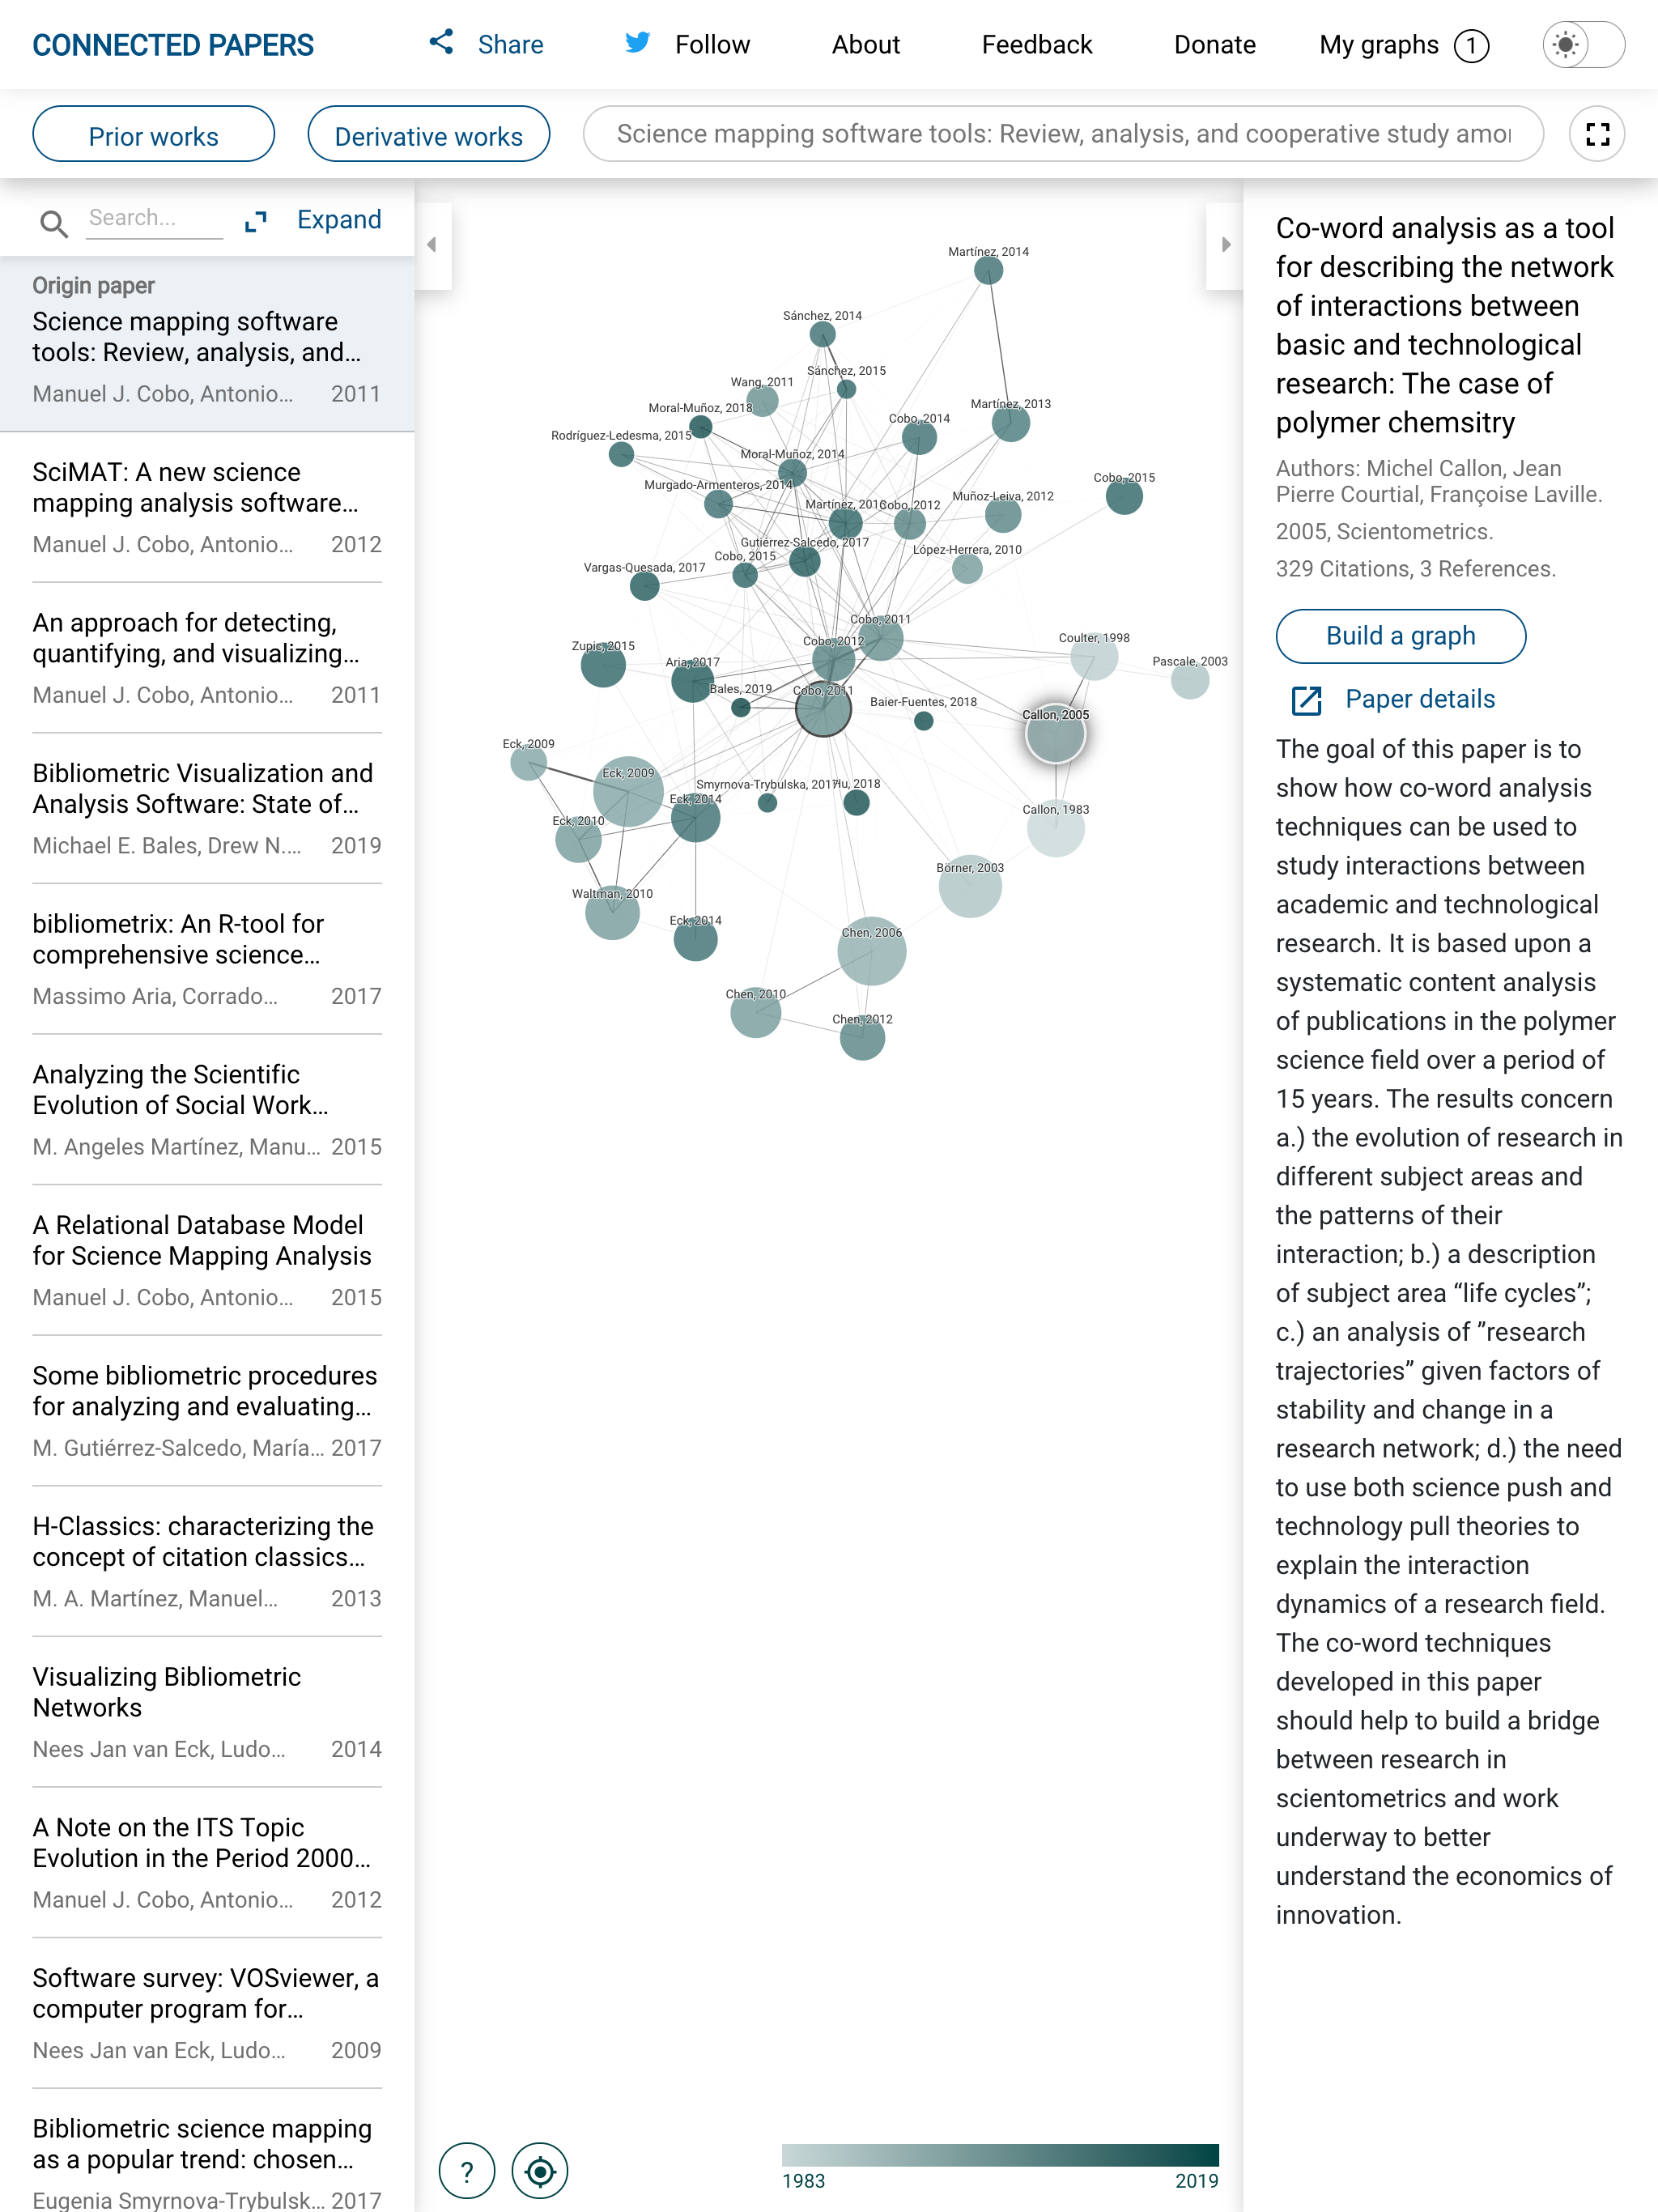 CONNECTED PAPERS
Share
Follow
About
Feedback
Donate
My graphs 1
Prior works
Derivative works
Science mapping software tools: Review, analysis, and cooperative study amo
Search...
Expand
Origin paper
Science mapping software
tools: Review, analysis, and...
Manuel J. Cobo, Antonio... 2011
SciMAT: A new science
mapping analysis software...
Manuel J. Cobo, Antonio... 2012
An approach for detecting,
quantifying, and visualizing...
Manuel J. Cobo, Antonio... 2011
Bibliometric Visualization and
Analysis Software: State of...
Michael E. Bales, Drew N.... 2019
bibliometrix: An R-tool for
comprehensive science...
Massimo Aria, Corrado... 2017
Analyzing the Scientific
Evolution of Social Work...
M. Angeles Martínez, Manu... 2015
A Relational Database Model
for Science Mapping Analysis
Manuel J. Cobo, Antonio... 2015
Some bibliometric procedures
for analyzing and evaluating...
M. Gutiérrez-Salcedo, María... 2017
H-Classics: characterizing the
concept of citation classics...
M. A. Martínez, Manuel... 2013
Visualizing Bibliometric
Networks
Nees Jan van Eck, Ludo... 2014
A Note on the ITS Topic
Evolution in the Period 2000...
Manuel J. Cobo, Antonio... 2012
Software survey: VOSviewer, a
computer program for...
Nees Jan van Eck, Ludo... 2009
Bibliometric science mapping
as a popular trend: chosen...
Eugenia Smyrnova-Trybulsk... 2017
Martínez, 2014
Sánchez, 2014
Sánchez, 2015
Wang, 2011
Moral-Muñoz, 2018
Martínez, 2013
Cobo, 2014
Rodríguez-Ledesma, 2015
Moral-Muñoz, 2014
Cobo, 2015
Murgado-Armenteros, 2014
Muñoz-Leiva, 2012
Martínez, 201
Cobo, 2012
Gutiérrez-Salcedo, 2017
López-Herrera, 2010
Cobo, 2015
Vargas-Quesada, 2017
Cobo, 2011
Coulter, 1998
Cobo, 2012
Zupic, 2015
Pascale, 2003
Aria, 2017
Bales, 2019
Cobo, 2011
Baier-Fuentes, 2018
Callon, 2005
Eck, 2009
Eck, 2009
Smyrnova-Trybulska, 201
Hu, 2018
Eck, 2014
Callon, 1983
Eck, 2010
Börner, 2003
Waltman, 2010
Eck, 2014
Chen, 2006
Chen, 2010
Chen, 2012
?
1983
2019
Co-word analysis as a tool
for describing the network
of interactions between
basic and technological
research: The case of
polymer chemsitry
Authors: Michel Callon, Jean
Pierre Courtial, Françoise Laville.
2005, Scientometrics.
329 Citations, 3 References.
Build a graph
Paper details
The goal of this paper is to
show how co-word analysis
techniques can be used to
study interactions between
academic and technological
research. It is based upon a
systematic content analysis
of publications in the polymer
science field over a period of
15 years. The results concern
a.) the evolution of research in
different subject areas and
the patterns of their
interaction; b.) a description
of subject area “life cycles”;
c.) an analysis of ”research
trajectories” given factors of
stability and change in a
research network; d.) the need
to use both science push and
technology pull theories to
explain the interaction
dynamics of a research field.
The co-word techniques
developed in this paper
should help to build a bridge
between research in
scientometrics and work
underway to better
understand the economics of
innovation.